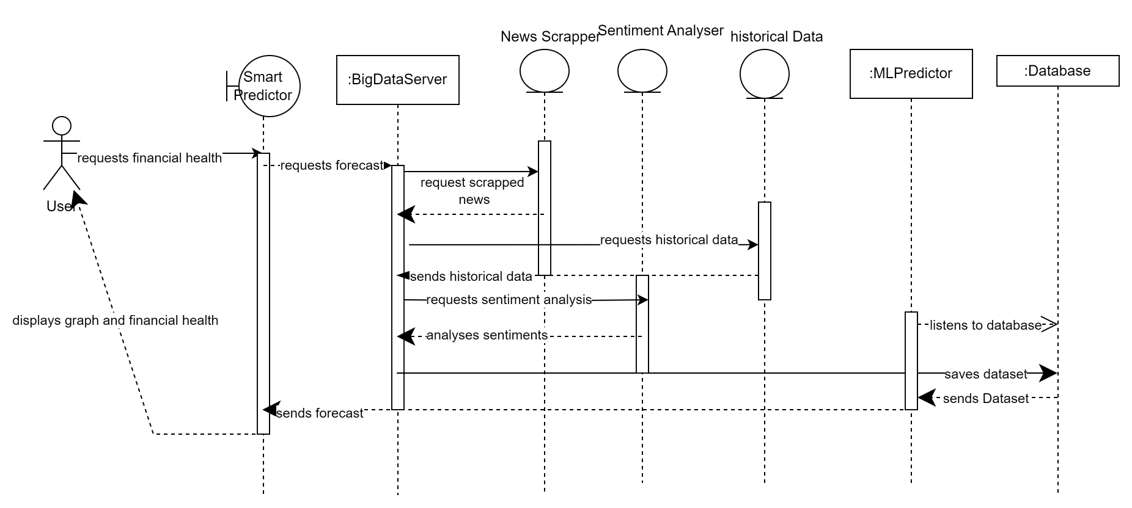 News Scrapper
Sentiment Analyser
historical Data
Smart
Predictor
:BigDataServer
:MLPredictor
:Database
requests financial health
requests forecast
request scrapped
news
User
requests historical data
sends historical data
requests sentiment analysis
displays graph and financial health
listens to database
analyses sentiments
saves dataset
sends Dataset
sends forecast